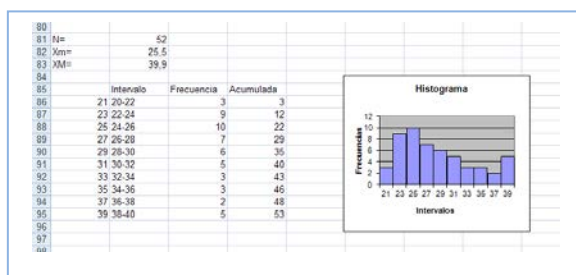 80
81 N= 52
82 Xm= 25,5
83 XM= 39,9
84
85 Intervalo Frecuencia Acumulada
86 21 20-22 3 3
87 23 22-24 9 12
88 25 24-26 10 22
89 27 26-28 7 29
90 29 28-30 6 35
91 31 30-32 5 40
92 33 32-34 3 43
93 35 34-36 3 46
94 37 36-38 2 48
95 39 38-40 5 53
96
97
98
Histograma
Frecuencias
12
10
8
6
4
2
0
21 23 25 27 29 31 33 35 37 39
Intervalos